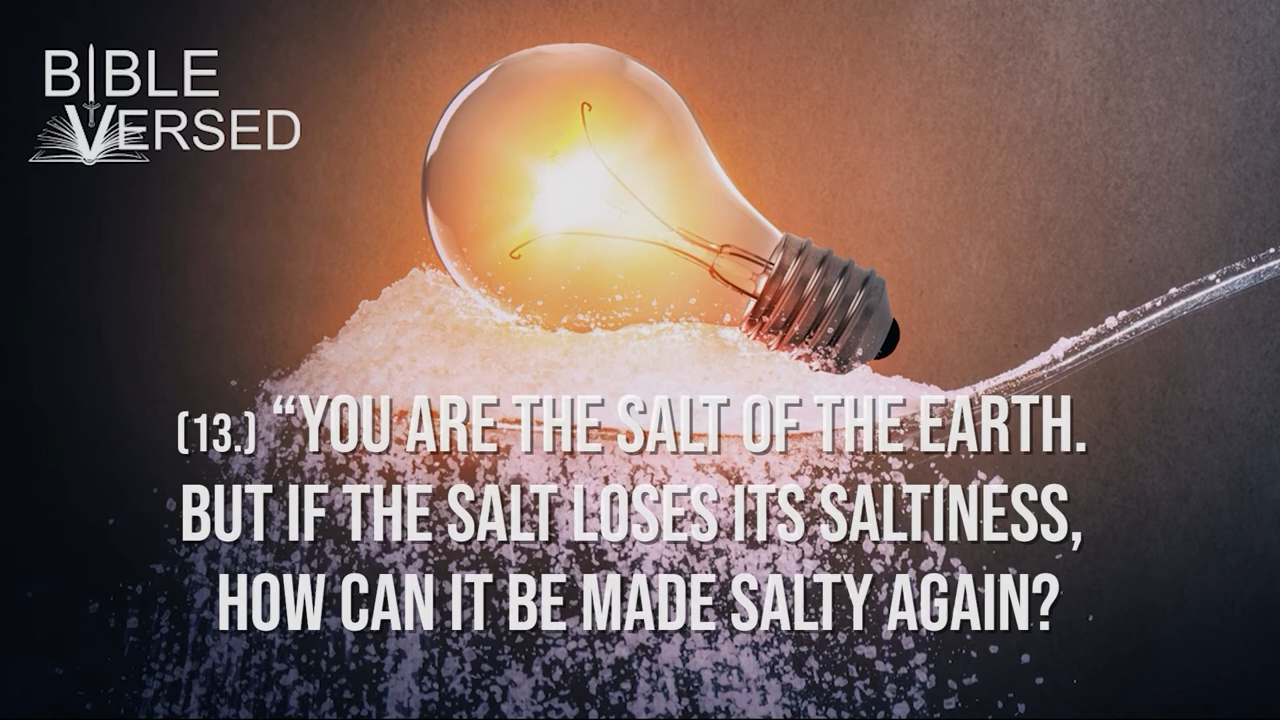 BIBLE
VERSED
(13.) “YOU ARE THE SALT OF THE EARTH.
BUT IF THE SALT LOSES ITS SALTINESS,
HOW CAN IT BE MADE SALTY AGAIN?